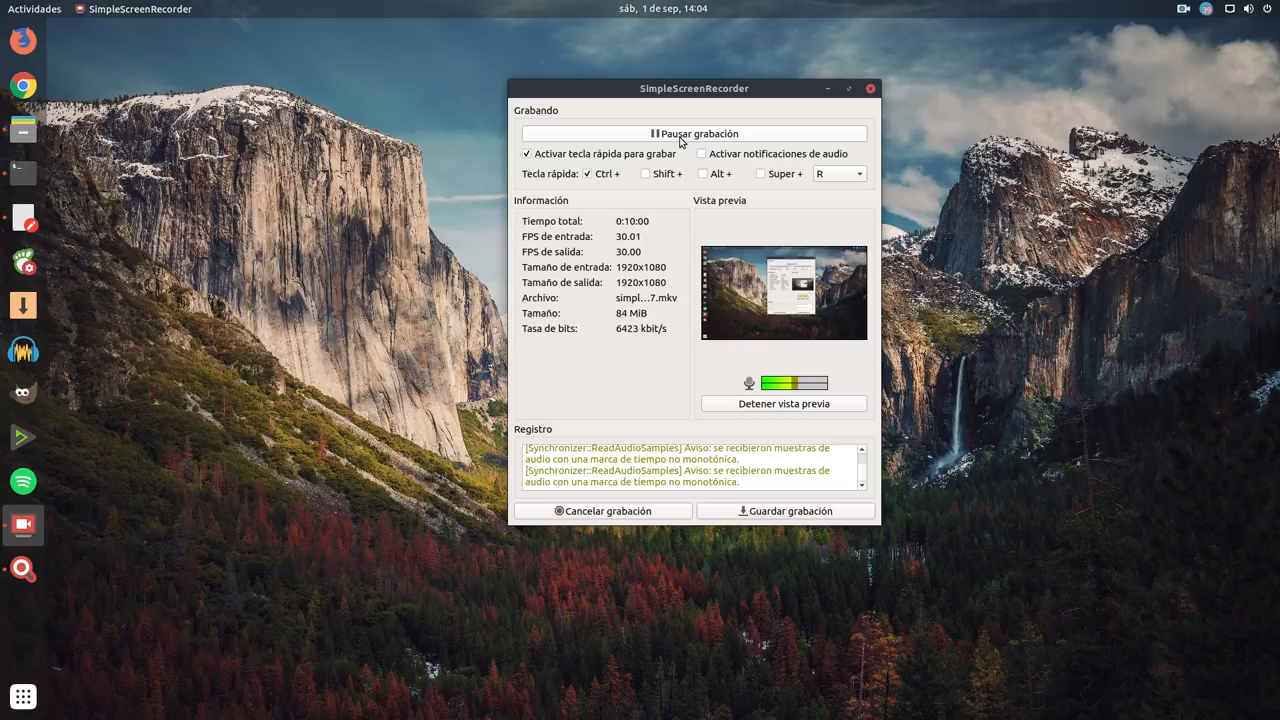 Actividades
SimpleScreenRecorder
sáb, 1 de sep, 14:04
39
SimpleScreenRecorder
Grabando
Pausar grabación
Activar tecla rápida para grabar
Activar notificaciones de audio
Tecla rápida:
Ctrl +
Shift +
Alt +
Super +
R
Información
Tiempo total: 0:10:00
FPS de entrada: 30.01
FPS de salida: 30.00
Tamaño de entrada: 1920x1080
Tamaño de salida: 1920x1080
Archivo: simpl...7.mkv
Tamaño: 84 MiB
Tasa de bits: 6423 kbit/s
Vista previa
Detener vista previa
Registro
[Synchronizer::ReadAudioSamples] Aviso: se recibieron muestras de
audio con una marca de tiempo no monotónica.
[Synchronizer::ReadAudioSamples] Aviso: se recibieron muestras de
audio con una marca de tiempo no monotónica.
Cancelar grabación
Guardar grabación